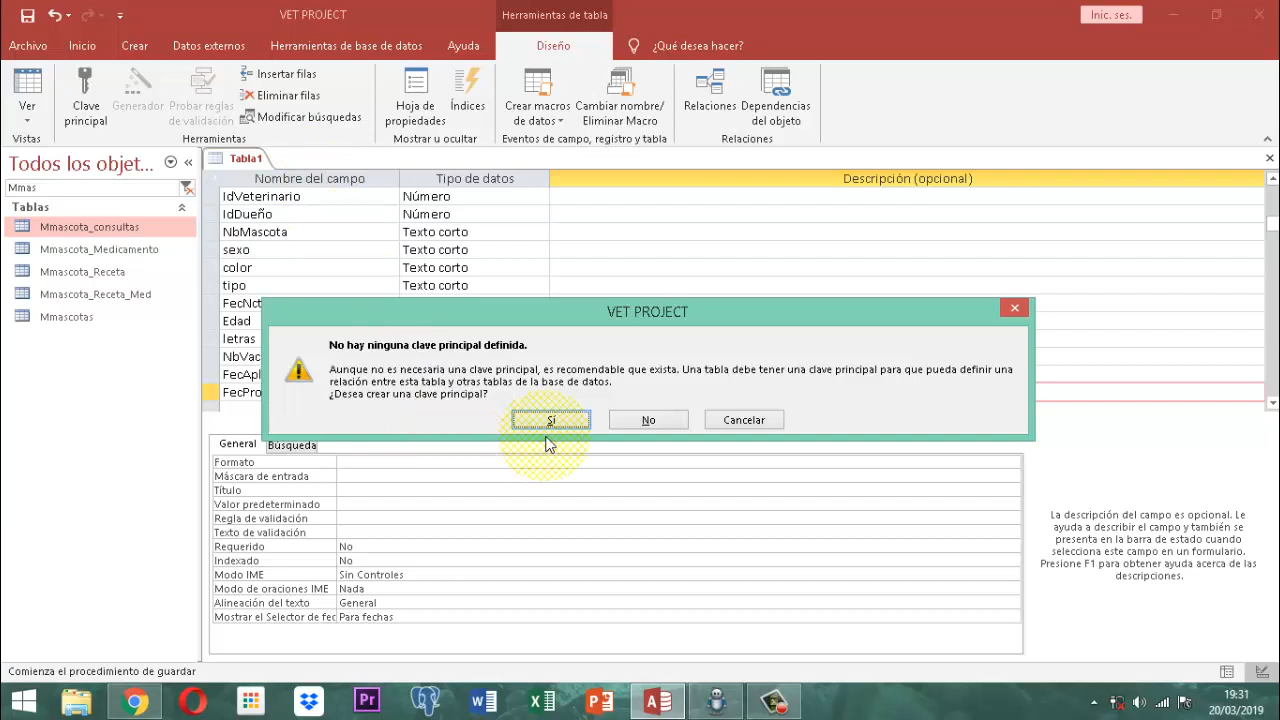 VET PROJECT
Herramientas de tabla
Inic. ses.
Archivo
Inicio
Crear
Datos externos
Herramientas de base de datos
Ayuda
Diseño
¿Qué desea hacer?
Ver
Clave principal
Generador
Probar reglas de validación
Insertar filas
Eliminar filas
Modificar búsquedas
Hoja de propiedades
Índices
Crear macros de datos
Cambiar nombre/ Eliminar Macro
Relaciones
Dependencias del objeto
Vistas
Herramientas
Mostrar u ocultar
Eventos de campo, registro y tabla
Relaciones
Todos los objet...
Mmas
Tablas
Mmascota_consultas
Mmascota_Medicamento
Mmascota_Receta
Mmascota_Receta_Med
Mmascotas
Tabla1
Nombre del campo Tipo de datos Descripción (opcional)
IdVeterinario Número
IdDueño Número
NbMascota Texto corto
sexo Texto corto
color Texto corto
tipo Texto corto
FecNct
Edad
letras
NbVac
FecApl
FecPro
VET PROJECT
No hay ninguna clave principal definida.
Aunque no es necesaria una clave principal, es recomendable que exista. Una tabla debe tener una clave principal para que pueda definir una
relación entre esta tabla y otras tablas de la base de datos.
¿Desea crear una clave principal?
Sí No Cancelar
General Búsqueda
Formato
Máscara de entrada
Título
Valor predeterminado
Regla de validación
Texto de validación
Requerido No
Indexado No
Modo IME Sin Controles
Modo de oraciones IME Nada
Alineación del texto General
Mostrar el Selector de fec Para fechas
La descripción del campo es opcional. Le
ayuda a describir el campo y también se
presenta en la barra de estado cuando
selecciona este campo en un formulario.
Presione F1 para obtener ayuda acerca de las
descripciones.
Comienza el procedimiento de guardar
Pr
19:31
20/03/2019